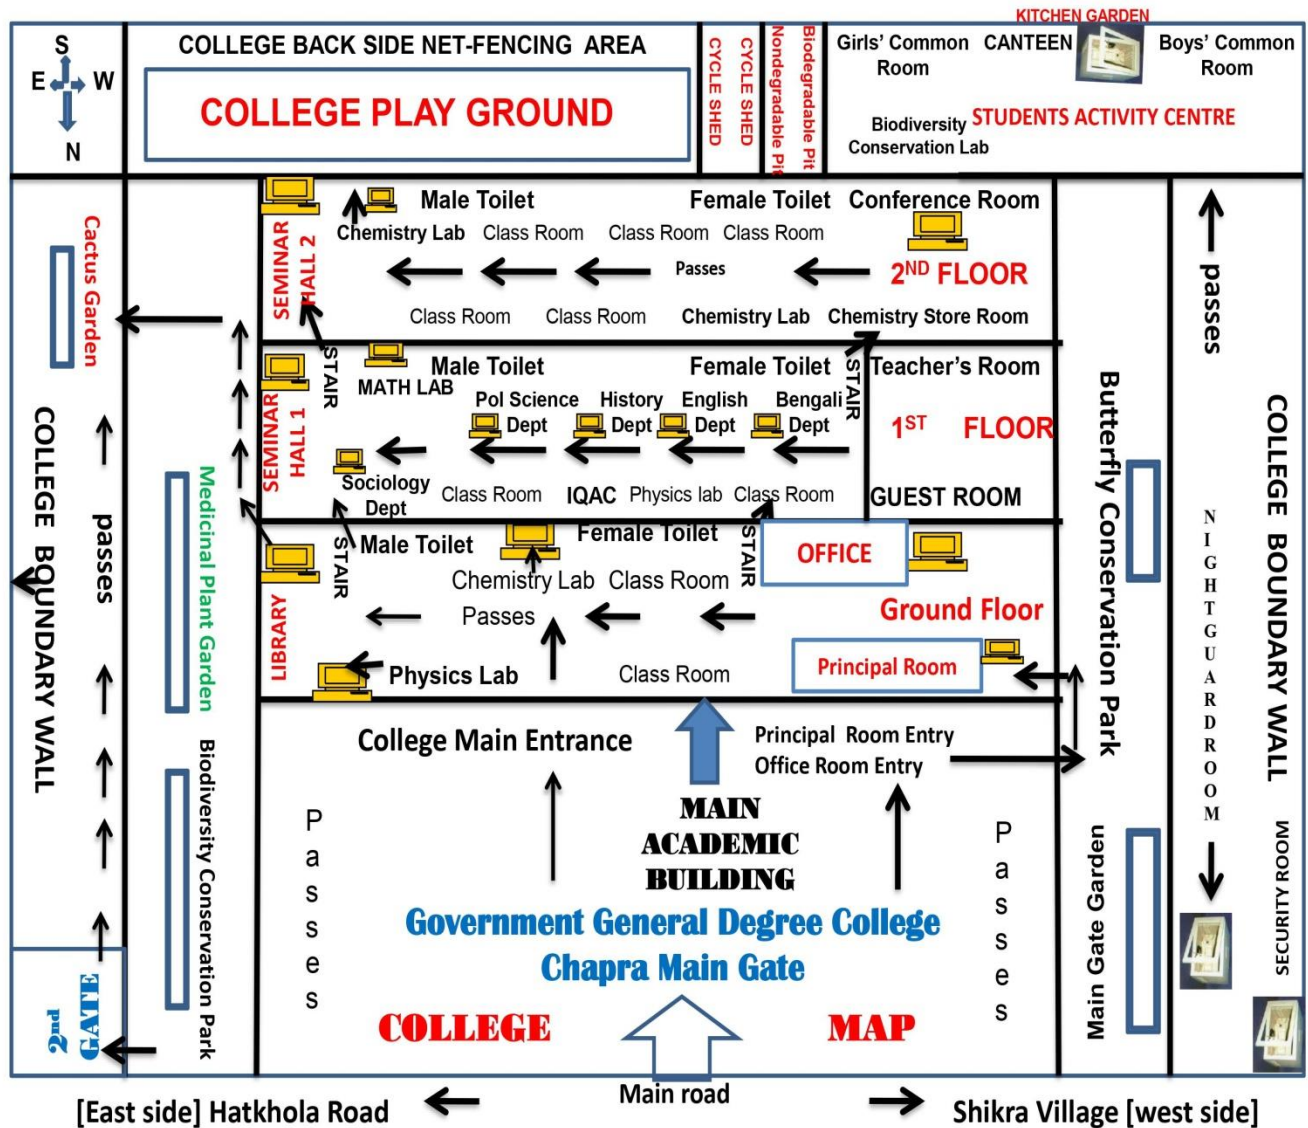 KITCHEN GARDEN
S
E W
N
COLLEGE BACK SIDE NET-FENCING AREA
COLLEGE PLAY GROUND
CYCLE SHED
CYCLE SHED
Nondegradable Pit
Biodegradable Pit
Girls' Common
Room
CANTEEN
Boys' Common
Room
Biodiversity
Conservation Lab
STUDENTS ACTIVITY CENTRE
Cactus Garden
COLLEGE BOUNDARY WALL
passes
Medicinal Plant Garden
Biodiversity Conservation Park
2nd
GATE
SEMINAR
HALL 2
Male Toilet
Female Toilet
Conference Room
Chemistry Lab
Class Room
Class Room
Class Room
Passes
2ND FLOOR
Class Room
Class Room
Chemistry Lab
Chemistry Store Room
STAIR
SEMINAR
HALL 1
MATH LAB
Male Toilet
Female Toilet
STAIR
Teacher's Room
Pol Science
Dept
History
Dept
English
Dept
Bengali
Dept
1ST FLOOR
Sociology
Dept
Class Room
IQAC
Physics lab
Class Room
GUEST ROOM
LIBRARY
STAIR
Male Toilet
Female Toilet
STAIR
OFFICE
Chemistry Lab
Class Room
Passes
Ground Floor
Physics Lab
Class Room
Principal Room
College Main Entrance
Principal Room Entry
Office Room Entry
MAIN
ACADEMIC
BUILDING
Passes
Passes
Government General Degree College
Chapra Main Gate
COLLEGE MAP
Butterfly Conservation Park
Main Gate Garden
passes
NIGHTGUARDROOM
COLLEGE BOUNDARY WALL
SECURITY ROOM
Main road
[East side] Hatkhola Road
Shikra Village [west side]